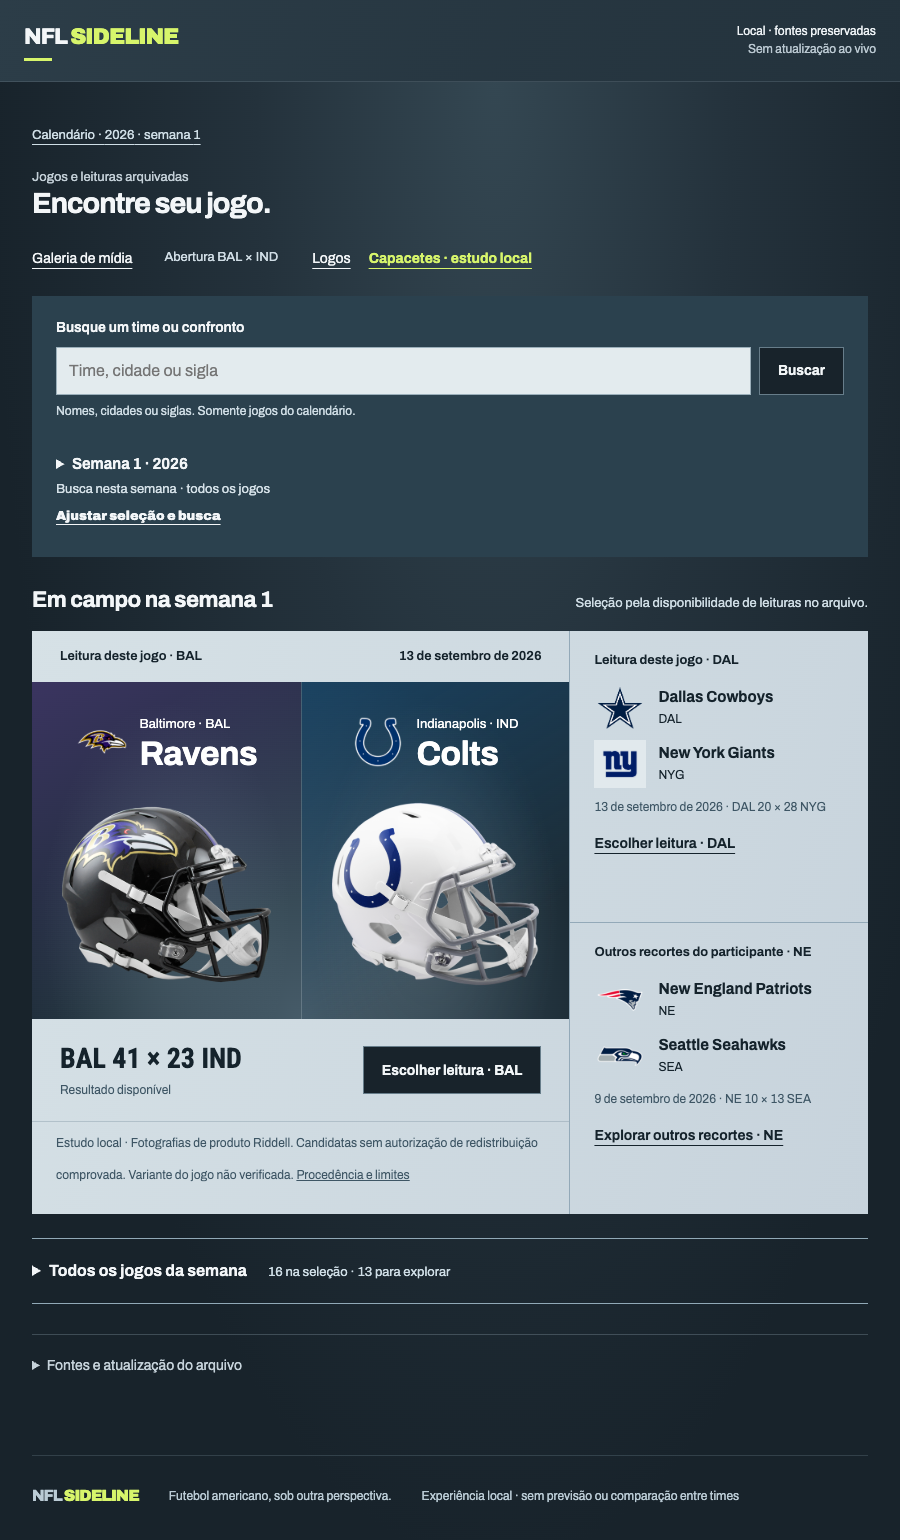 NFL SIDELINE
Local · fontes preservadas
Sem atualização ao vivo
Calendário · 2026 · semana 1
Jogos e leituras arquivadas
Encontre seu jogo.
Galeria de mídia
Abertura BAL × IND
Logos
Capacetes · estudo local
Busque um time ou confronto
Time, cidade ou sigla
Buscar
Nomes, cidades ou siglas. Somente jogos do calendário.
Semana 1 · 2026
Busca nesta semana · todos os jogos
Ajustar seleção e busca
Em campo na semana 1
Seleção pela disponibilidade de leituras no arquivo.
Leitura deste jogo · BAL
13 de setembro de 2026
Baltimore · BAL
Ravens
Indianapolis · IND
Colts
BAL 41 × 23 IND
Resultado disponível
Escolher leitura · BAL
Estudo local · Fotografias de produto Riddell. Candidatas sem autorização de redistribuição
comprovada. Variante do jogo não verificada. Procedência e limites
Leitura deste jogo · DAL
Dallas Cowboys
DAL
ny
New York Giants
NYG
13 de setembro de 2026 · DAL 20 × 28 NYG
Escolher leitura · DAL
Outros recortes do participante · NE
New England Patriots
NE
Seattle Seahawks
SEA
9 de setembro de 2026 · NE 10 × 13 SEA
Explorar outros recortes · NE
Todos os jogos da semana
16 na seleção · 13 para explorar
Fontes e atualização do arquivo
NFL SIDELINE
Futebol americano, sob outra perspectiva.
Experiência local · sem previsão ou comparação entre times